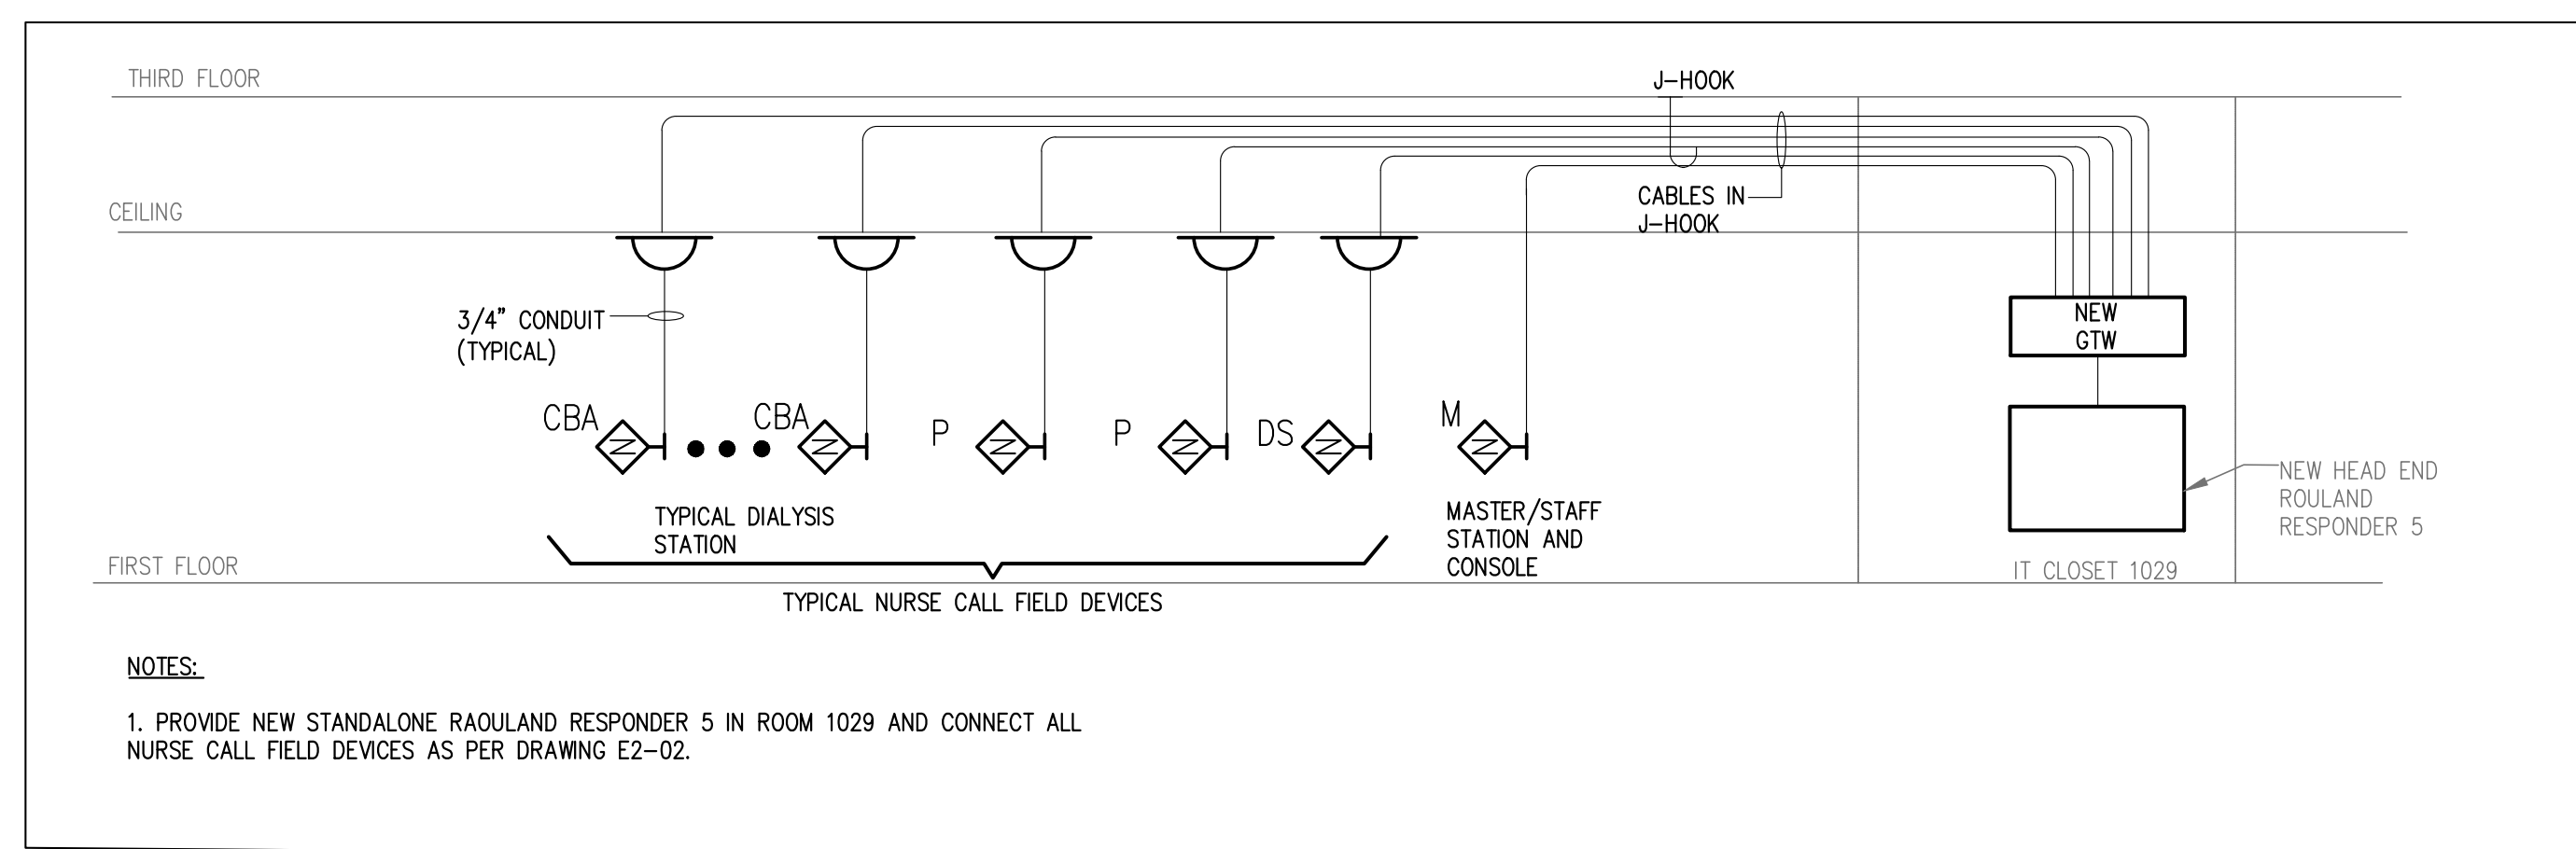 THIRD FLOOR
J-HOOK
CABLES IN
J-HOOK
CEILING
3/4" CONDUIT
(TYPICAL)
NEW
GTW
CBA
CBA
P
P
DS
M
N
N
N
N
N
N
TYPICAL DIALYSIS
STATION
MASTER/STAFF
STATION AND
CONSOLE
NEW HEAD END
ROULAND
RESPONDER 5
FIRST FLOOR
IT CLOSET 1029
TYPICAL NURSE CALL FIELD DEVICES
NOTES:
1. PROVIDE NEW STANDALONE RAOULAND RESPONDER 5 IN ROOM 1029 AND CONNECT ALL
NURSE CALL FIELD DEVICES AS PER DRAWING E2-02.